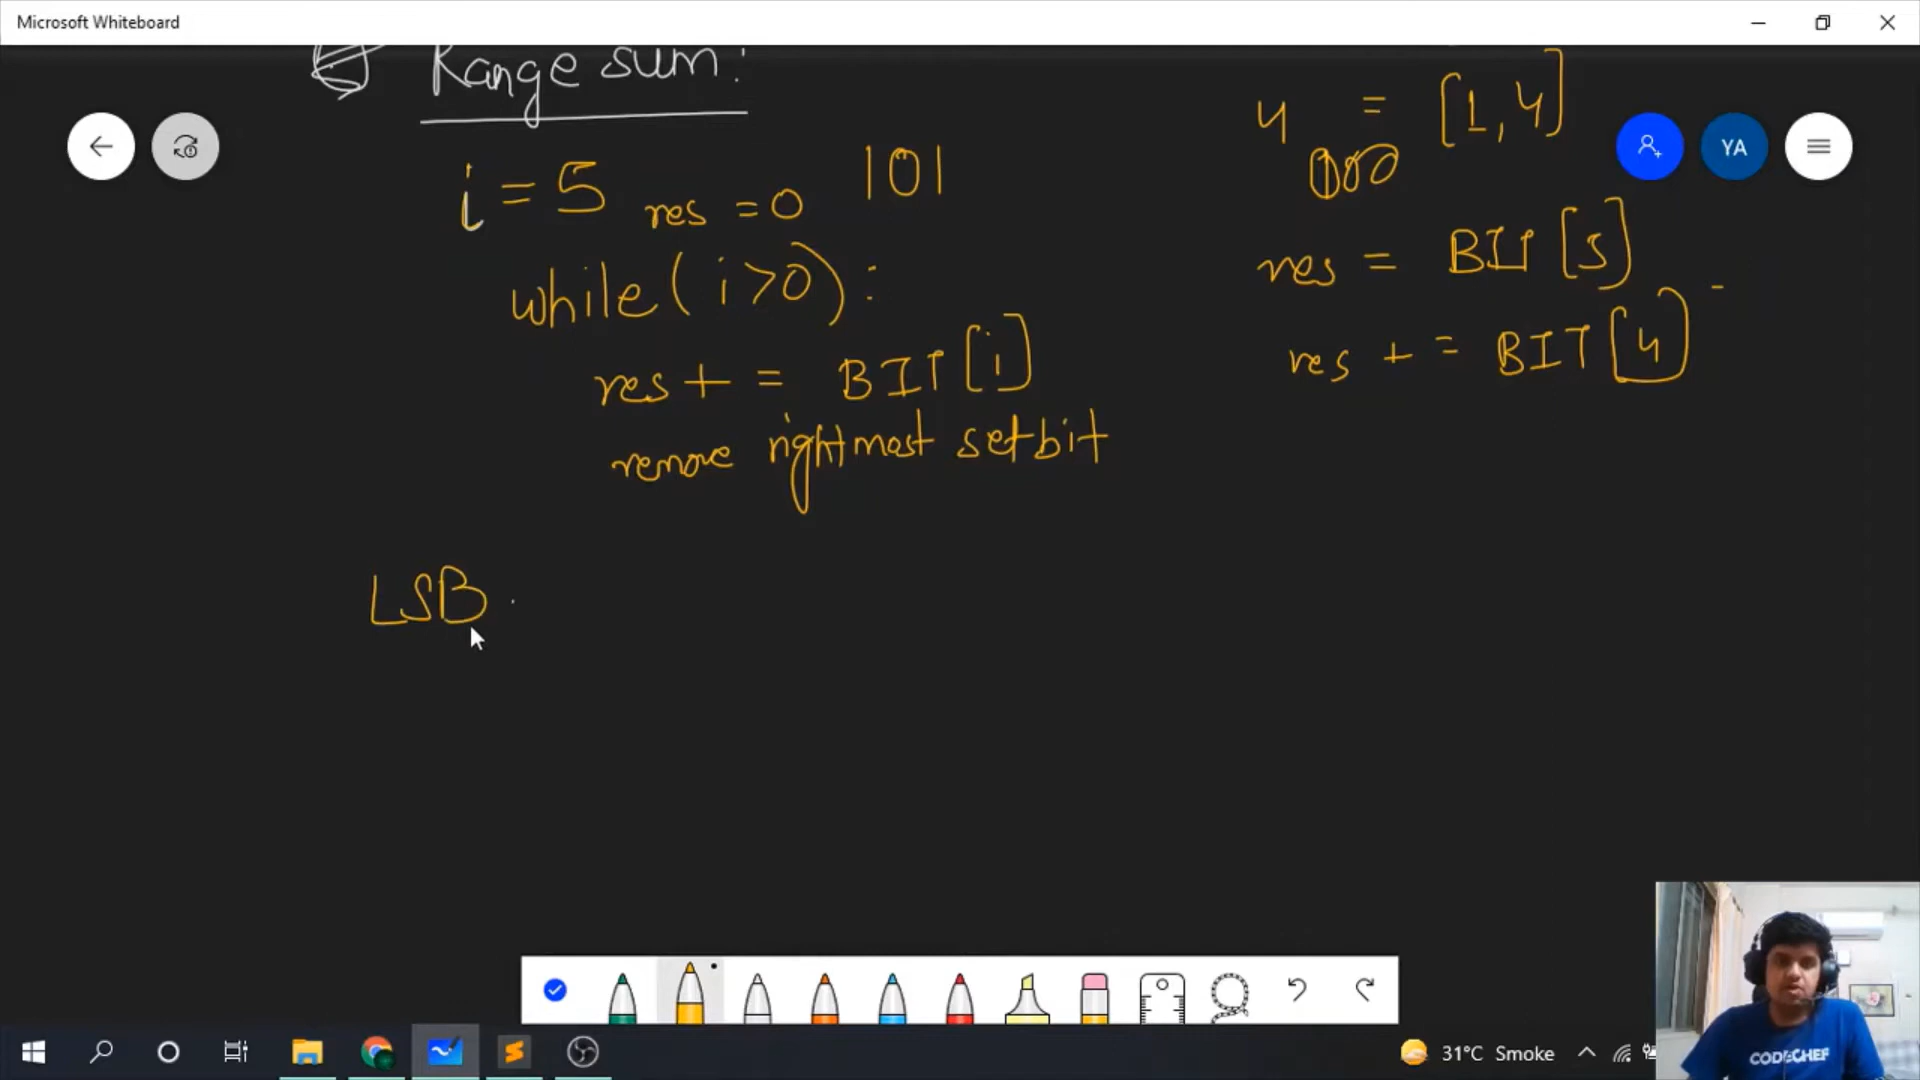 Microsoft Whiteboard
Range sum:
i = 5 res = 0 101
while(i>0):
res + = BIT[i]
remove rightmost setbit
4 = [1,4]
100
res = BIT[5]
res + = BIT[4]
LSB
YA
31°C Smoke
CODECHEF